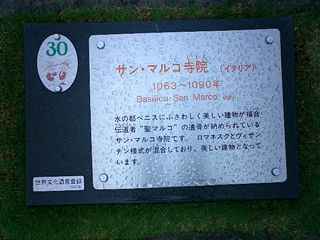 30
サン・マルコ寺院 (イタリア)
1063～1090年
Basilica San Marco Italy
水の都ベニスにふさわしく美しい建物が福音
伝道者"聖マルコ"の遺骨が納められている
サン・マルコ寺院です。ロマネスクとヴィザン
チン様式が混合しており、美しい建物となって
います。
世界文化遺産登録